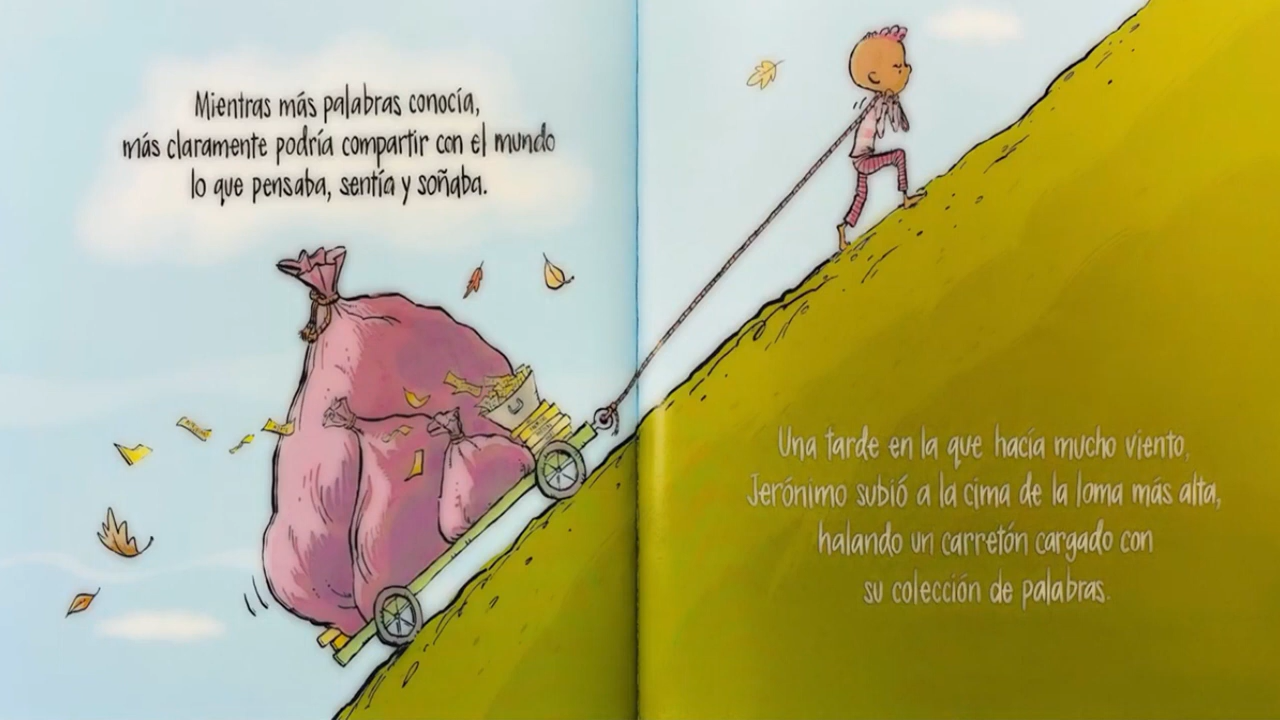 Mientras más palabras conocía,
más claramente podría compartir con el mundo
lo que pensaba, sentía y soñaba.
Una tarde en la que hacía mucho viento,
Jerónimo subió a la cima de la loma más alta,
halando un carretón cargado con
su colección de palabras.